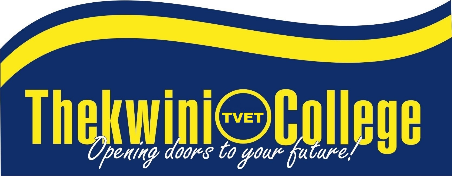 Thekwini TVET College
Opening doors to your future!